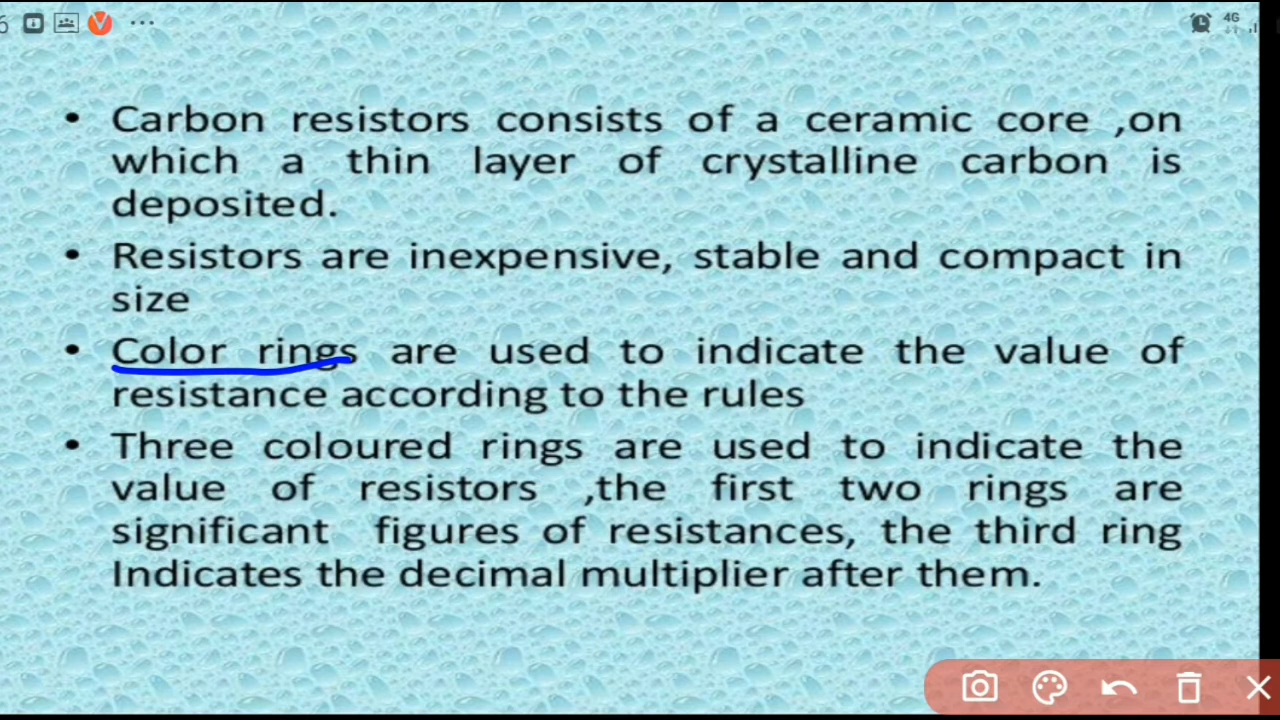 6
4G
• Carbon resistors consists of a ceramic core ,on
which a thin layer of crystalline carbon is
deposited.
• Resistors are inexpensive, stable and compact in
size
• Color rings are used to indicate the value of
resistance according to the rules
• Three coloured rings are used to indicate the
value of resistors ,the first two rings are
significant figures of resistances, the third ring
Indicates the decimal multiplier after them.